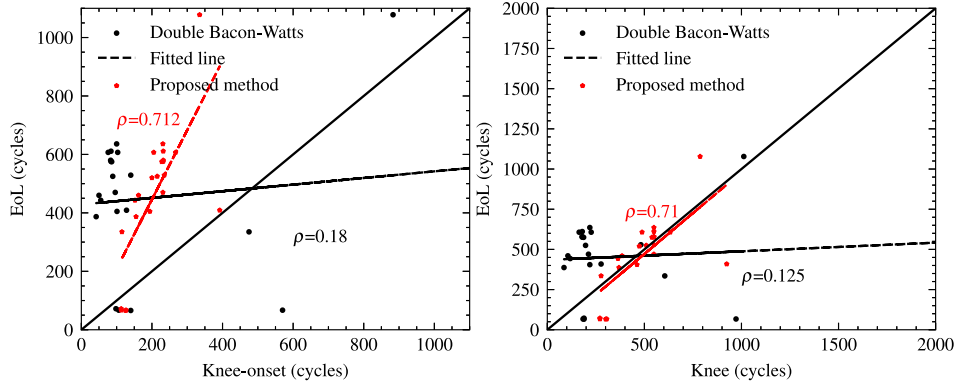 Double Bacon-Watts
Fitted line
Proposed method
ρ=0.712
ρ=0.18
EoL (cycles)
0
200
400
600
800
1000
0
200
400
600
800
1000
Knee-onset (cycles)
Double Bacon-Watts
Fitted line
Proposed method
ρ=0.71
ρ=0.125
EoL (cycles)
0
250
500
750
1000
1250
1500
1750
2000
0
500
1000
1500
2000
Knee (cycles)